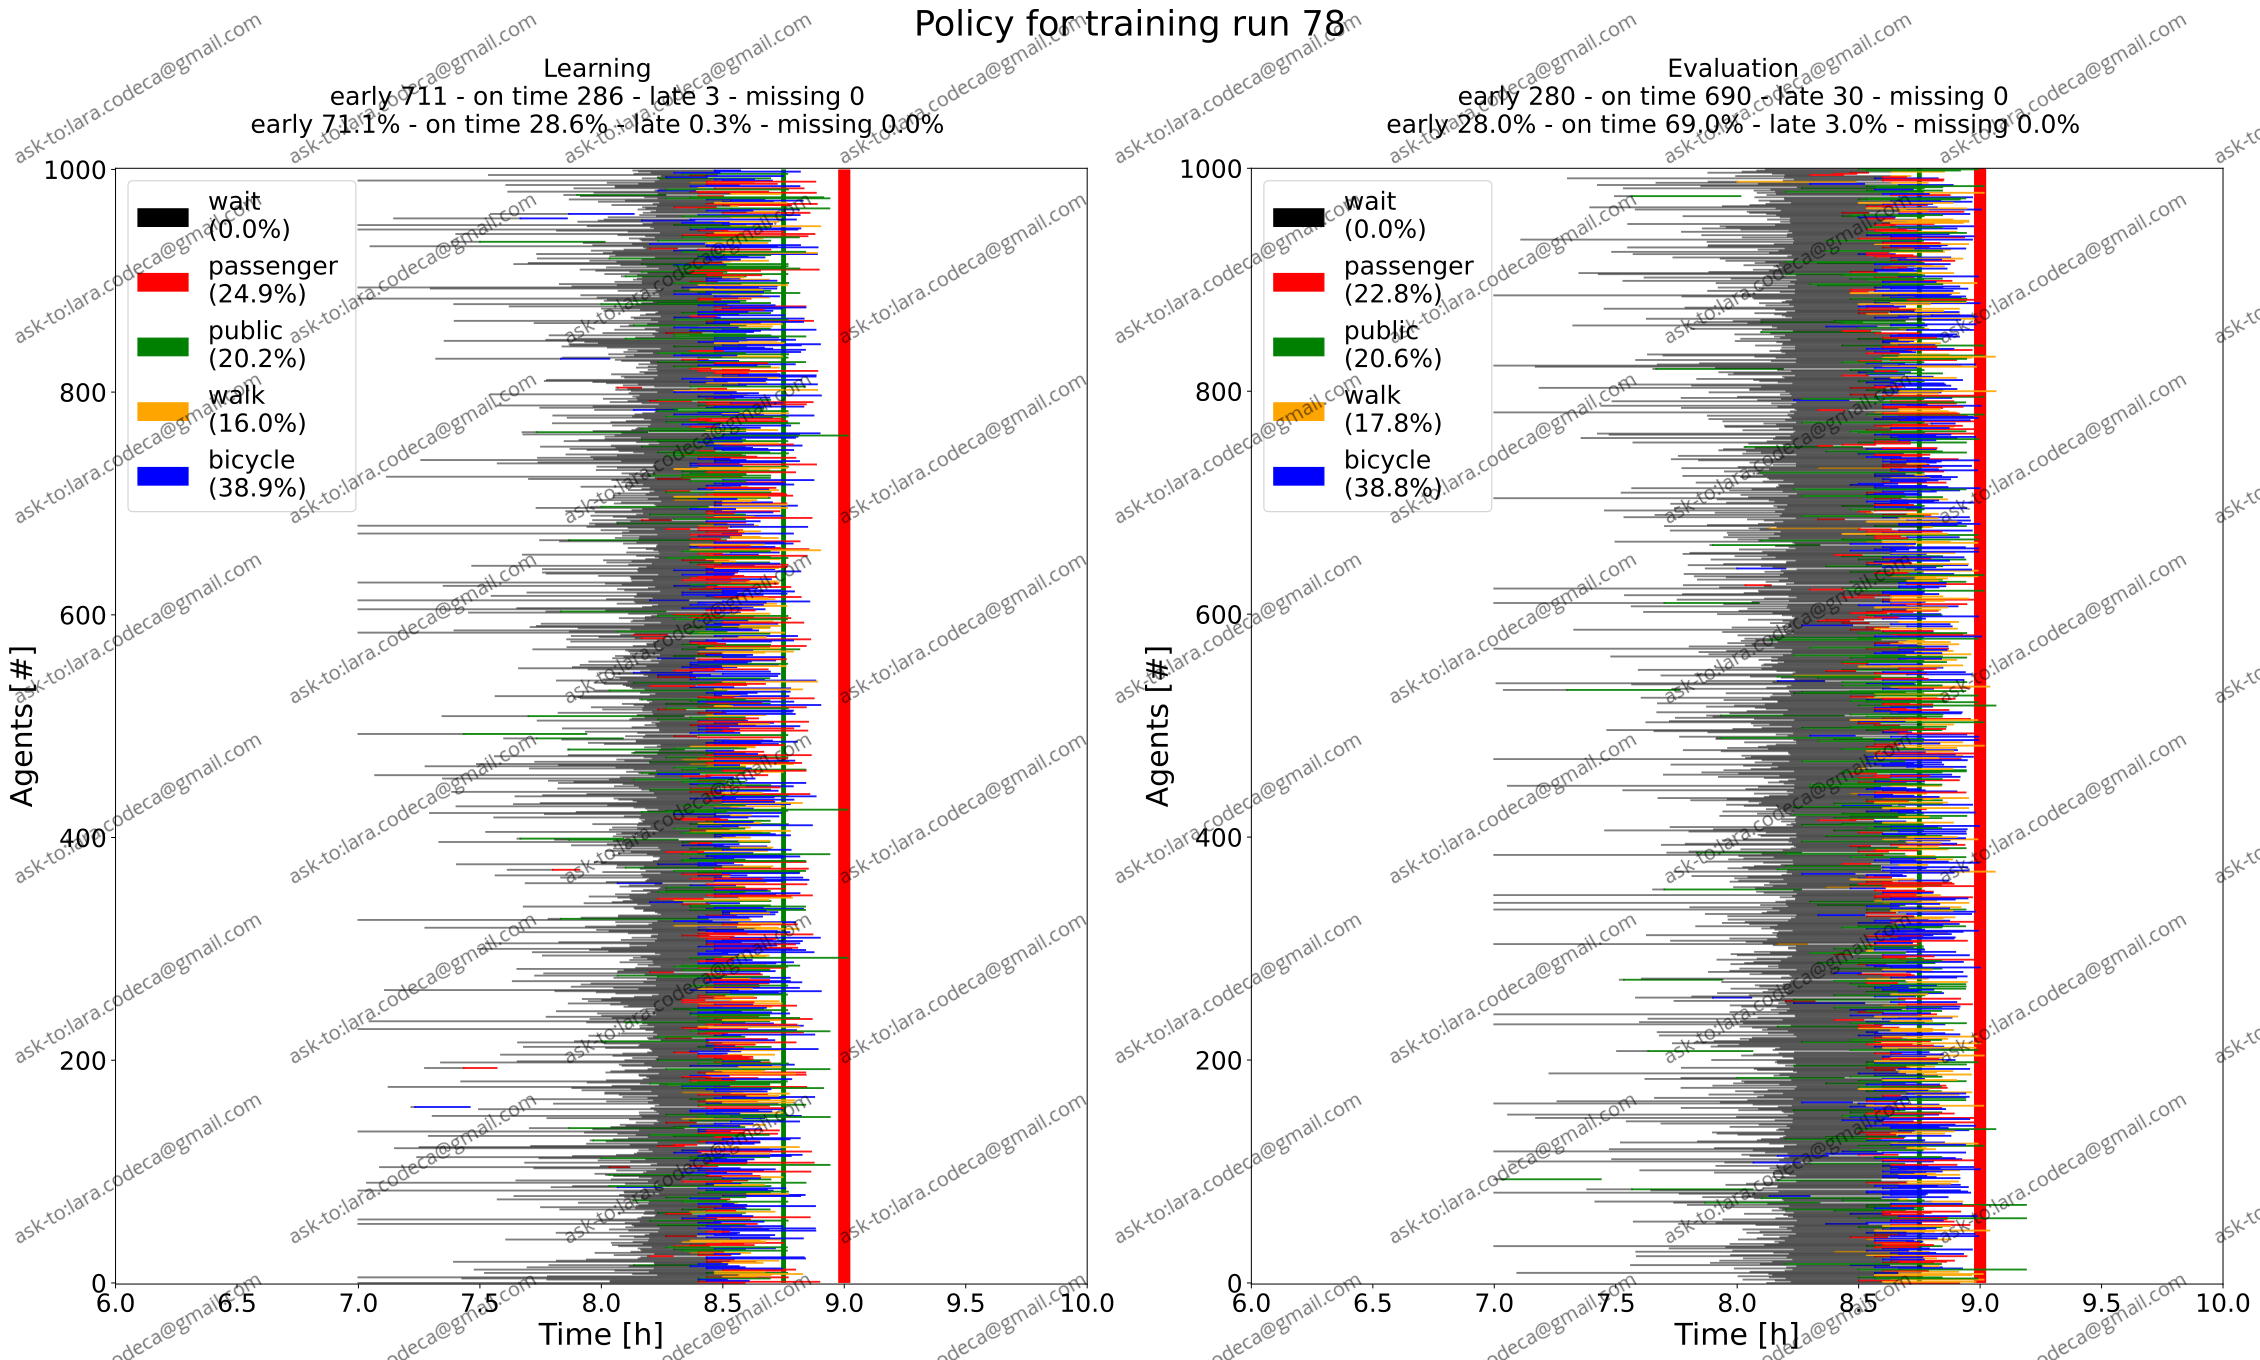 Policy for training run 78
Learning
early 711 - on time 286 - late 3 - missing 0
early 71.1% - on time 28.6% - late 0.3% - missing 0.0%
1000
800
600
400
200
0
Agents [#]
wait
(0.0%)
passenger
(24.9%)
public
(20.2%)
walk
(16.0%)
bicycle
(38.9%)
6.0 6.5 7.0 7.5 8.0 8.5 9.0 9.5 10.0
Time [h]
Evaluation
early 280 - on time 690 - late 30 - missing 0
early 28.0% - on time 69.0% - late 3.0% - missing 0.0%
1000
800
600
400
200
0
Agents [#]
wait
(0.0%)
passenger
(22.8%)
public
(20.6%)
walk
(17.8%)
bicycle
(38.8%)
6.0 6.5 7.0 7.5 8.0 8.5 9.0 9.5 10.0
Time [h]
ask-to:lara.codeca@gmail.com